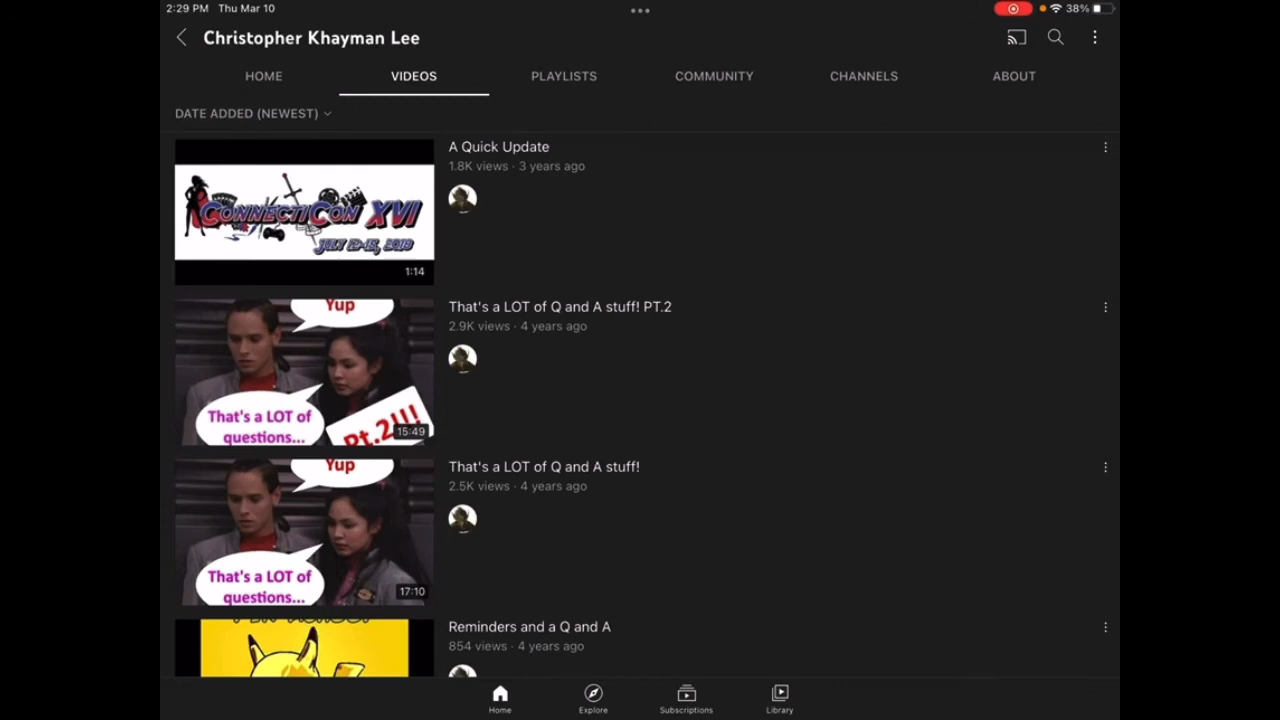 2:29 PM Thu Mar 10
38%
Christopher Khayman Lee
HOME VIDEOS PLAYLISTS COMMUNITY CHANNELS ABOUT
DATE ADDED (NEWEST)
CONNECTICON XVI
JULY 12-15, 2018
1:14
A Quick Update
1.8K views · 3 years ago
Yup
That's a LOT of
questions...
Pt.2!!!
15:49
That's a LOT of Q and A stuff! PT.2
2.9K views · 4 years ago
Yup
That's a LOT of
questions...
17:10
That's a LOT of Q and A stuff!
2.5K views · 4 years ago
Reminders and a Q and A
854 views · 4 years ago
Home Explore Subscriptions Library